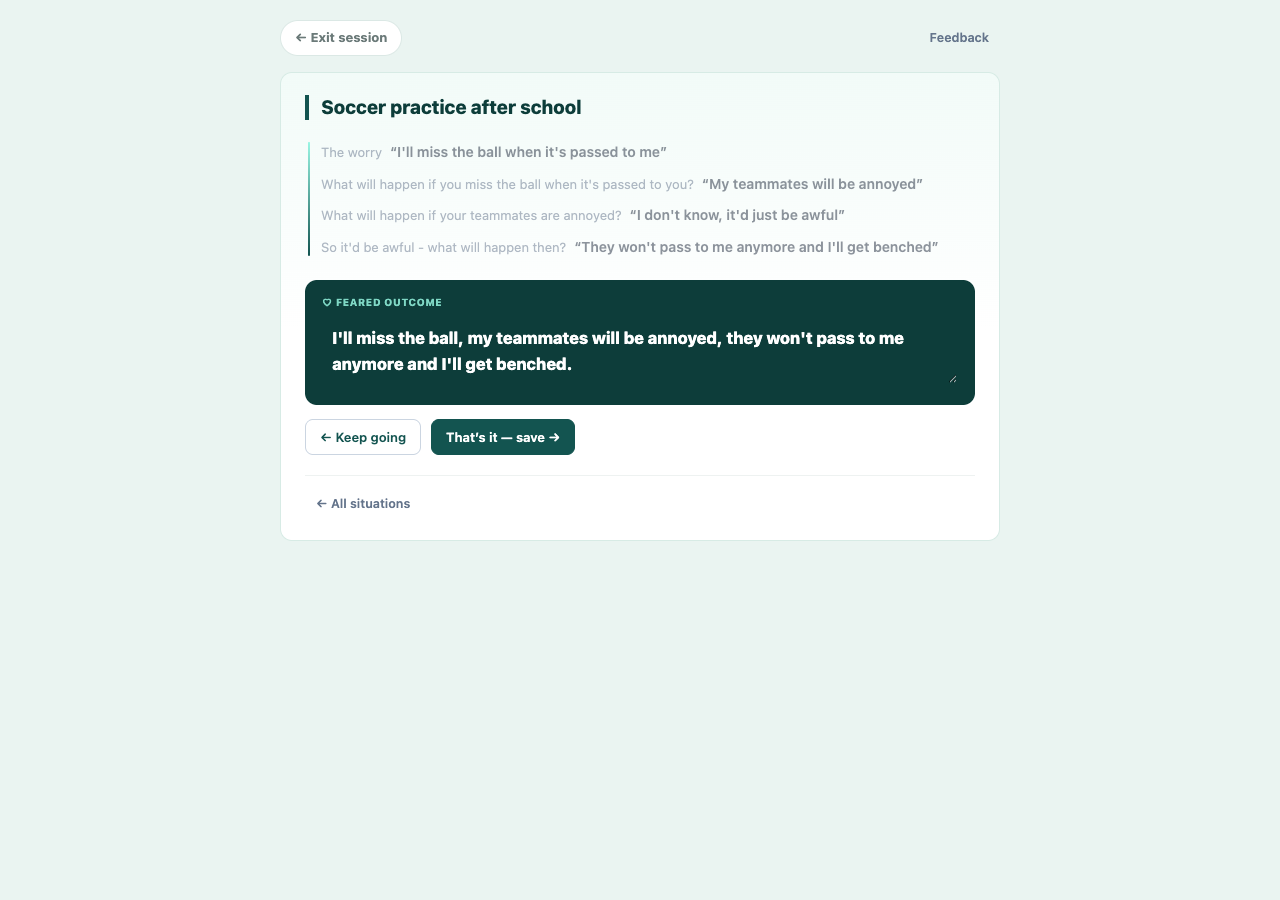 ← Exit session
Feedback
Soccer practice after school
The worry “I'll miss the ball when it's passed to me”
What will happen if you miss the ball when it's passed to you? “My teammates will be annoyed”
What will happen if your teammates are annoyed? “I don't know, it'd just be awful”
So it'd be awful - what will happen then? “They won't pass to me anymore and I'll get benched”
♡ FEARED OUTCOME
I'll miss the ball, my teammates will be annoyed, they won't pass to me
anymore and I'll get benched.
← Keep going
That’s it — save →
← All situations